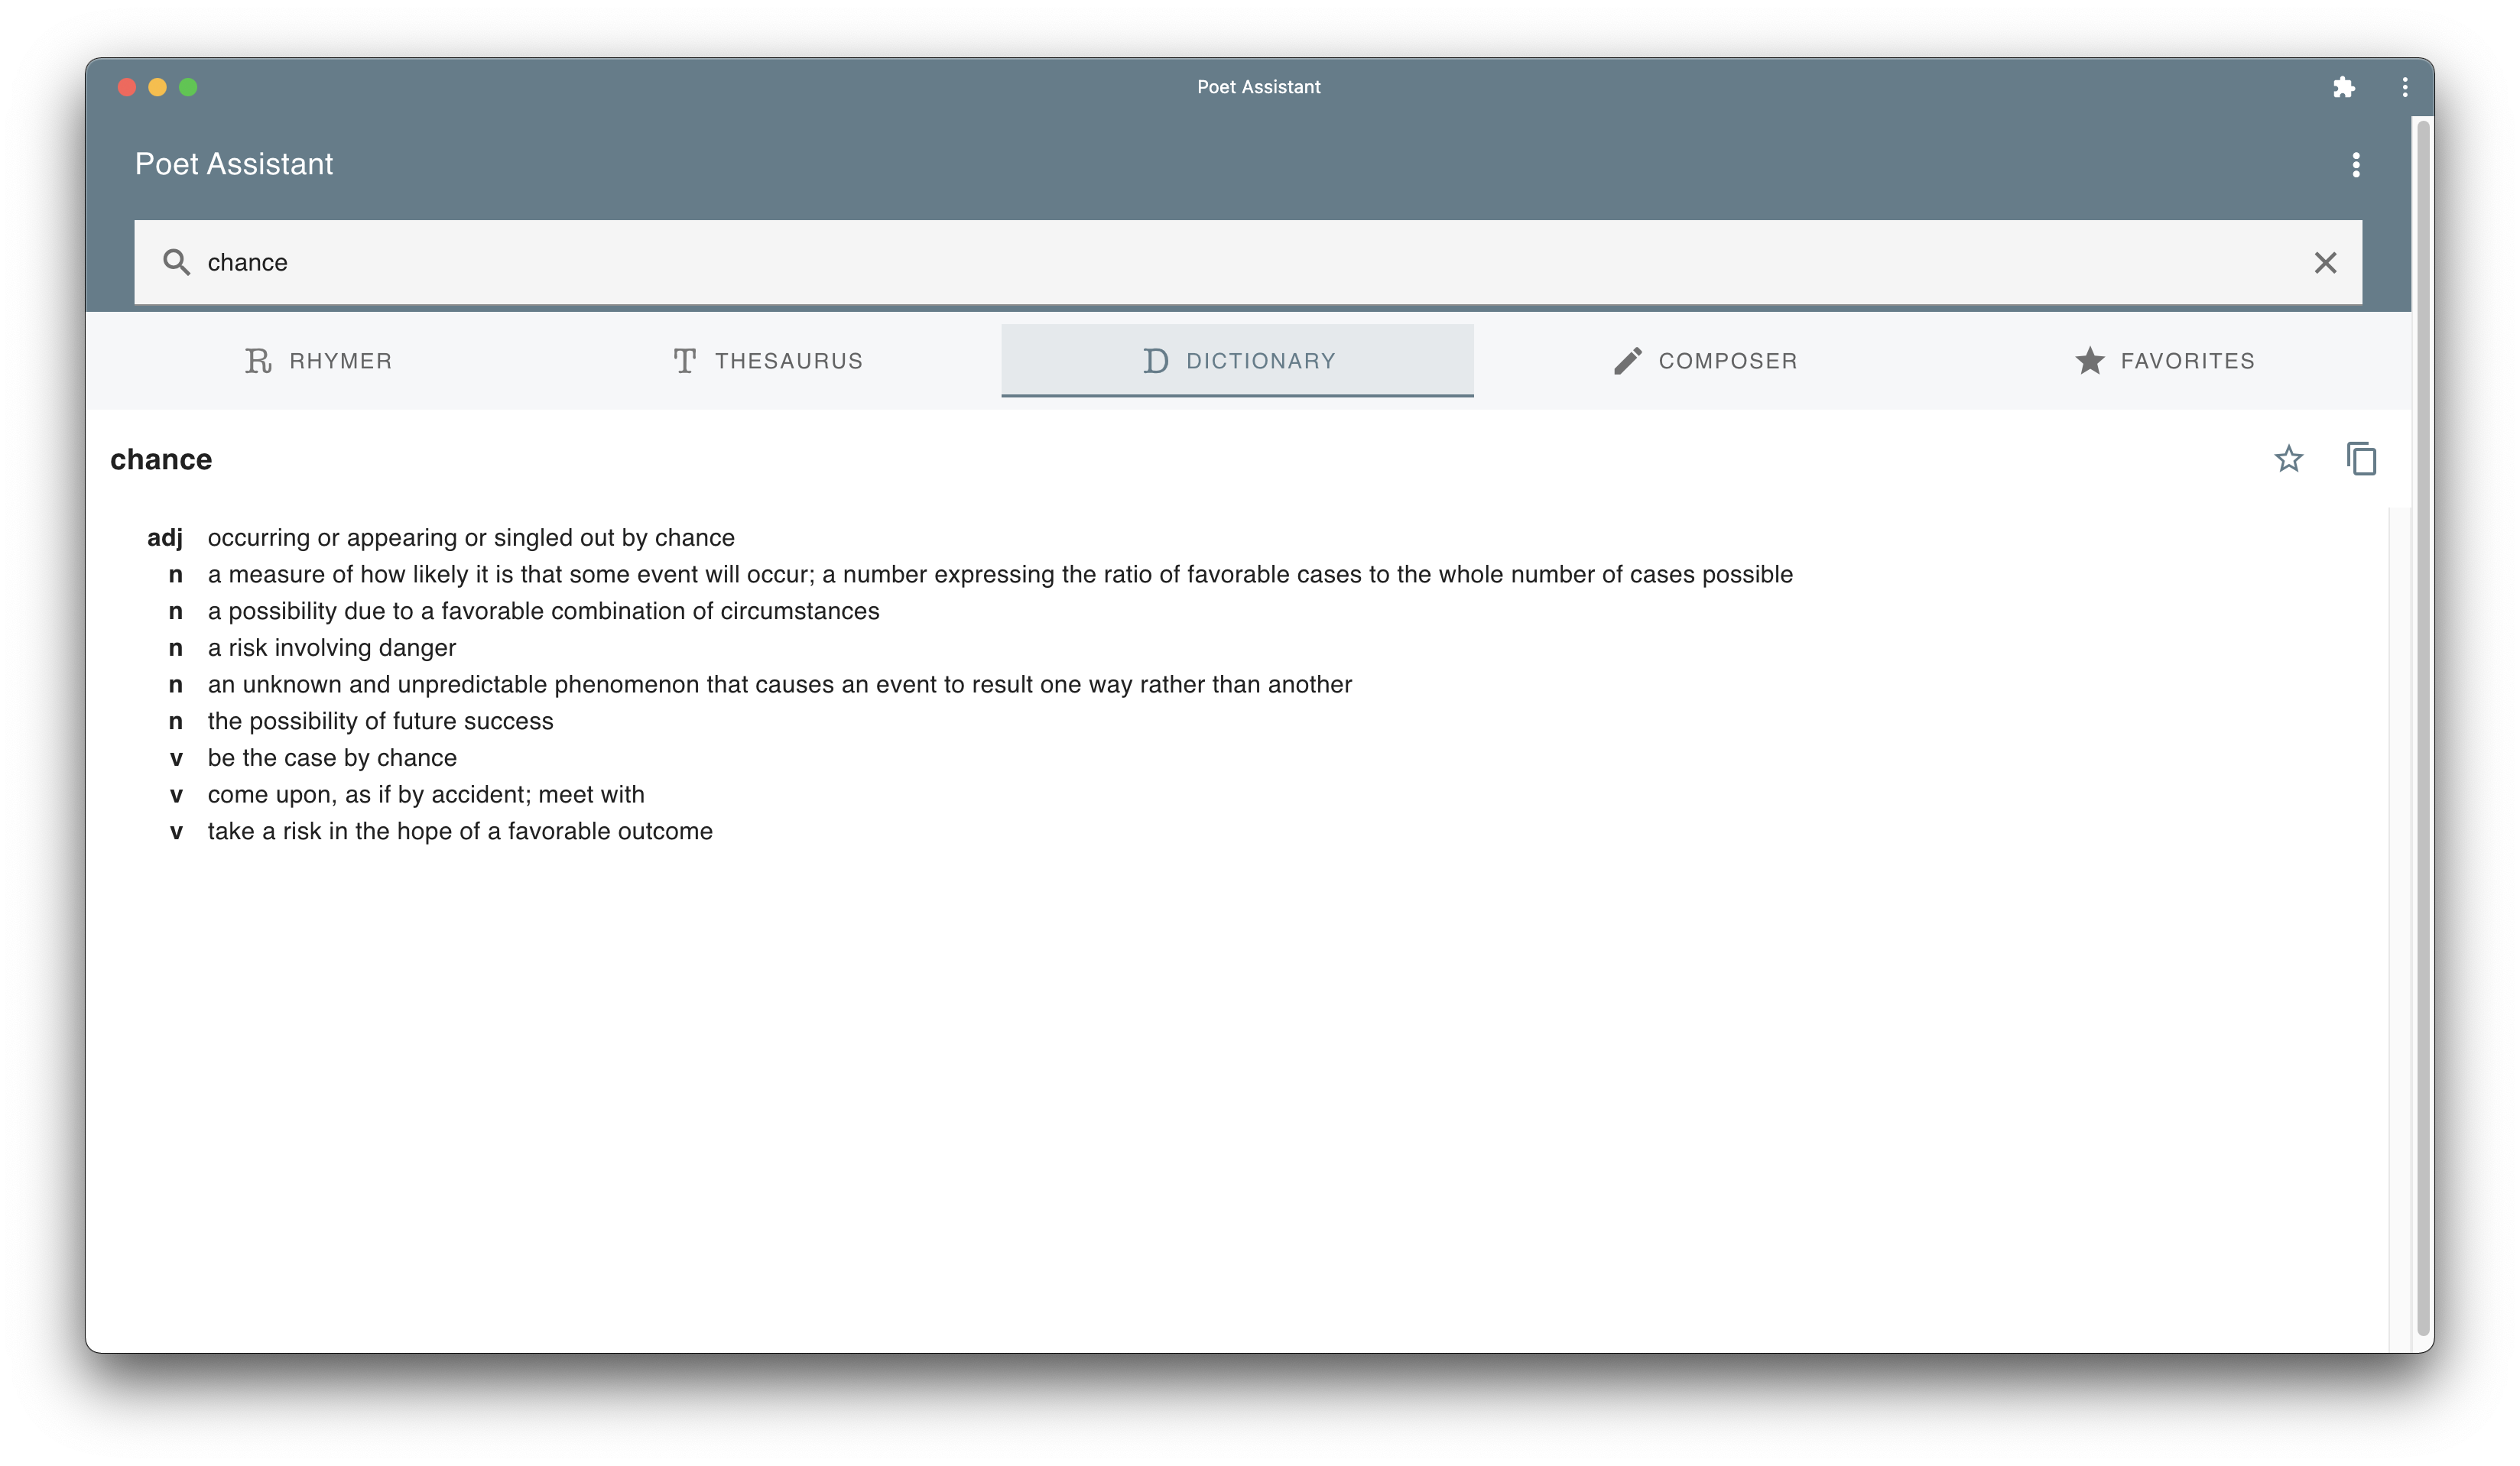 Poet Assistant
Poet Assistant
chance
R RHYMER T THESAURUS D DICTIONARY COMPOSER FAVORITES
chance
adj occurring or appearing or singled out by chance
n a measure of how likely it is that some event will occur; a number expressing the ratio of favorable cases to the whole number of cases possible
n a possibility due to a favorable combination of circumstances
n a risk involving danger
n an unknown and unpredictable phenomenon that causes an event to result one way rather than another
n the possibility of future success
v be the case by chance
v come upon, as if by accident; meet with
v take a risk in the hope of a favorable outcome